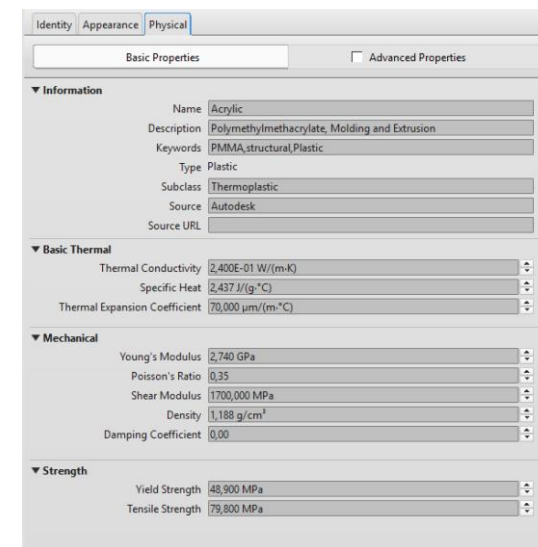 Identity Appearance Physical
Basic Properties Advanced Properties
▼ Information
Name Acrylic
Description Polymethylmethacrylate, Molding and Extrusion
Keywords PMMA,structural,Plastic
Type Plastic
Subclass Thermoplastic
Source Autodesk
Source URL
▼ Basic Thermal
Thermal Conductivity 2,400E-01 W/(m·K)
Specific Heat 2,437 J/(g·°C)
Thermal Expansion Coefficient 70,000 µm/(m·°C)
▼ Mechanical
Young's Modulus 2,740 GPa
Poisson's Ratio 0,35
Shear Modulus 1700,000 MPa
Density 1,188 g/cm³
Damping Coefficient 0,00
▼ Strength
Yield Strength 48,900 MPa
Tensile Strength 79,800 MPa